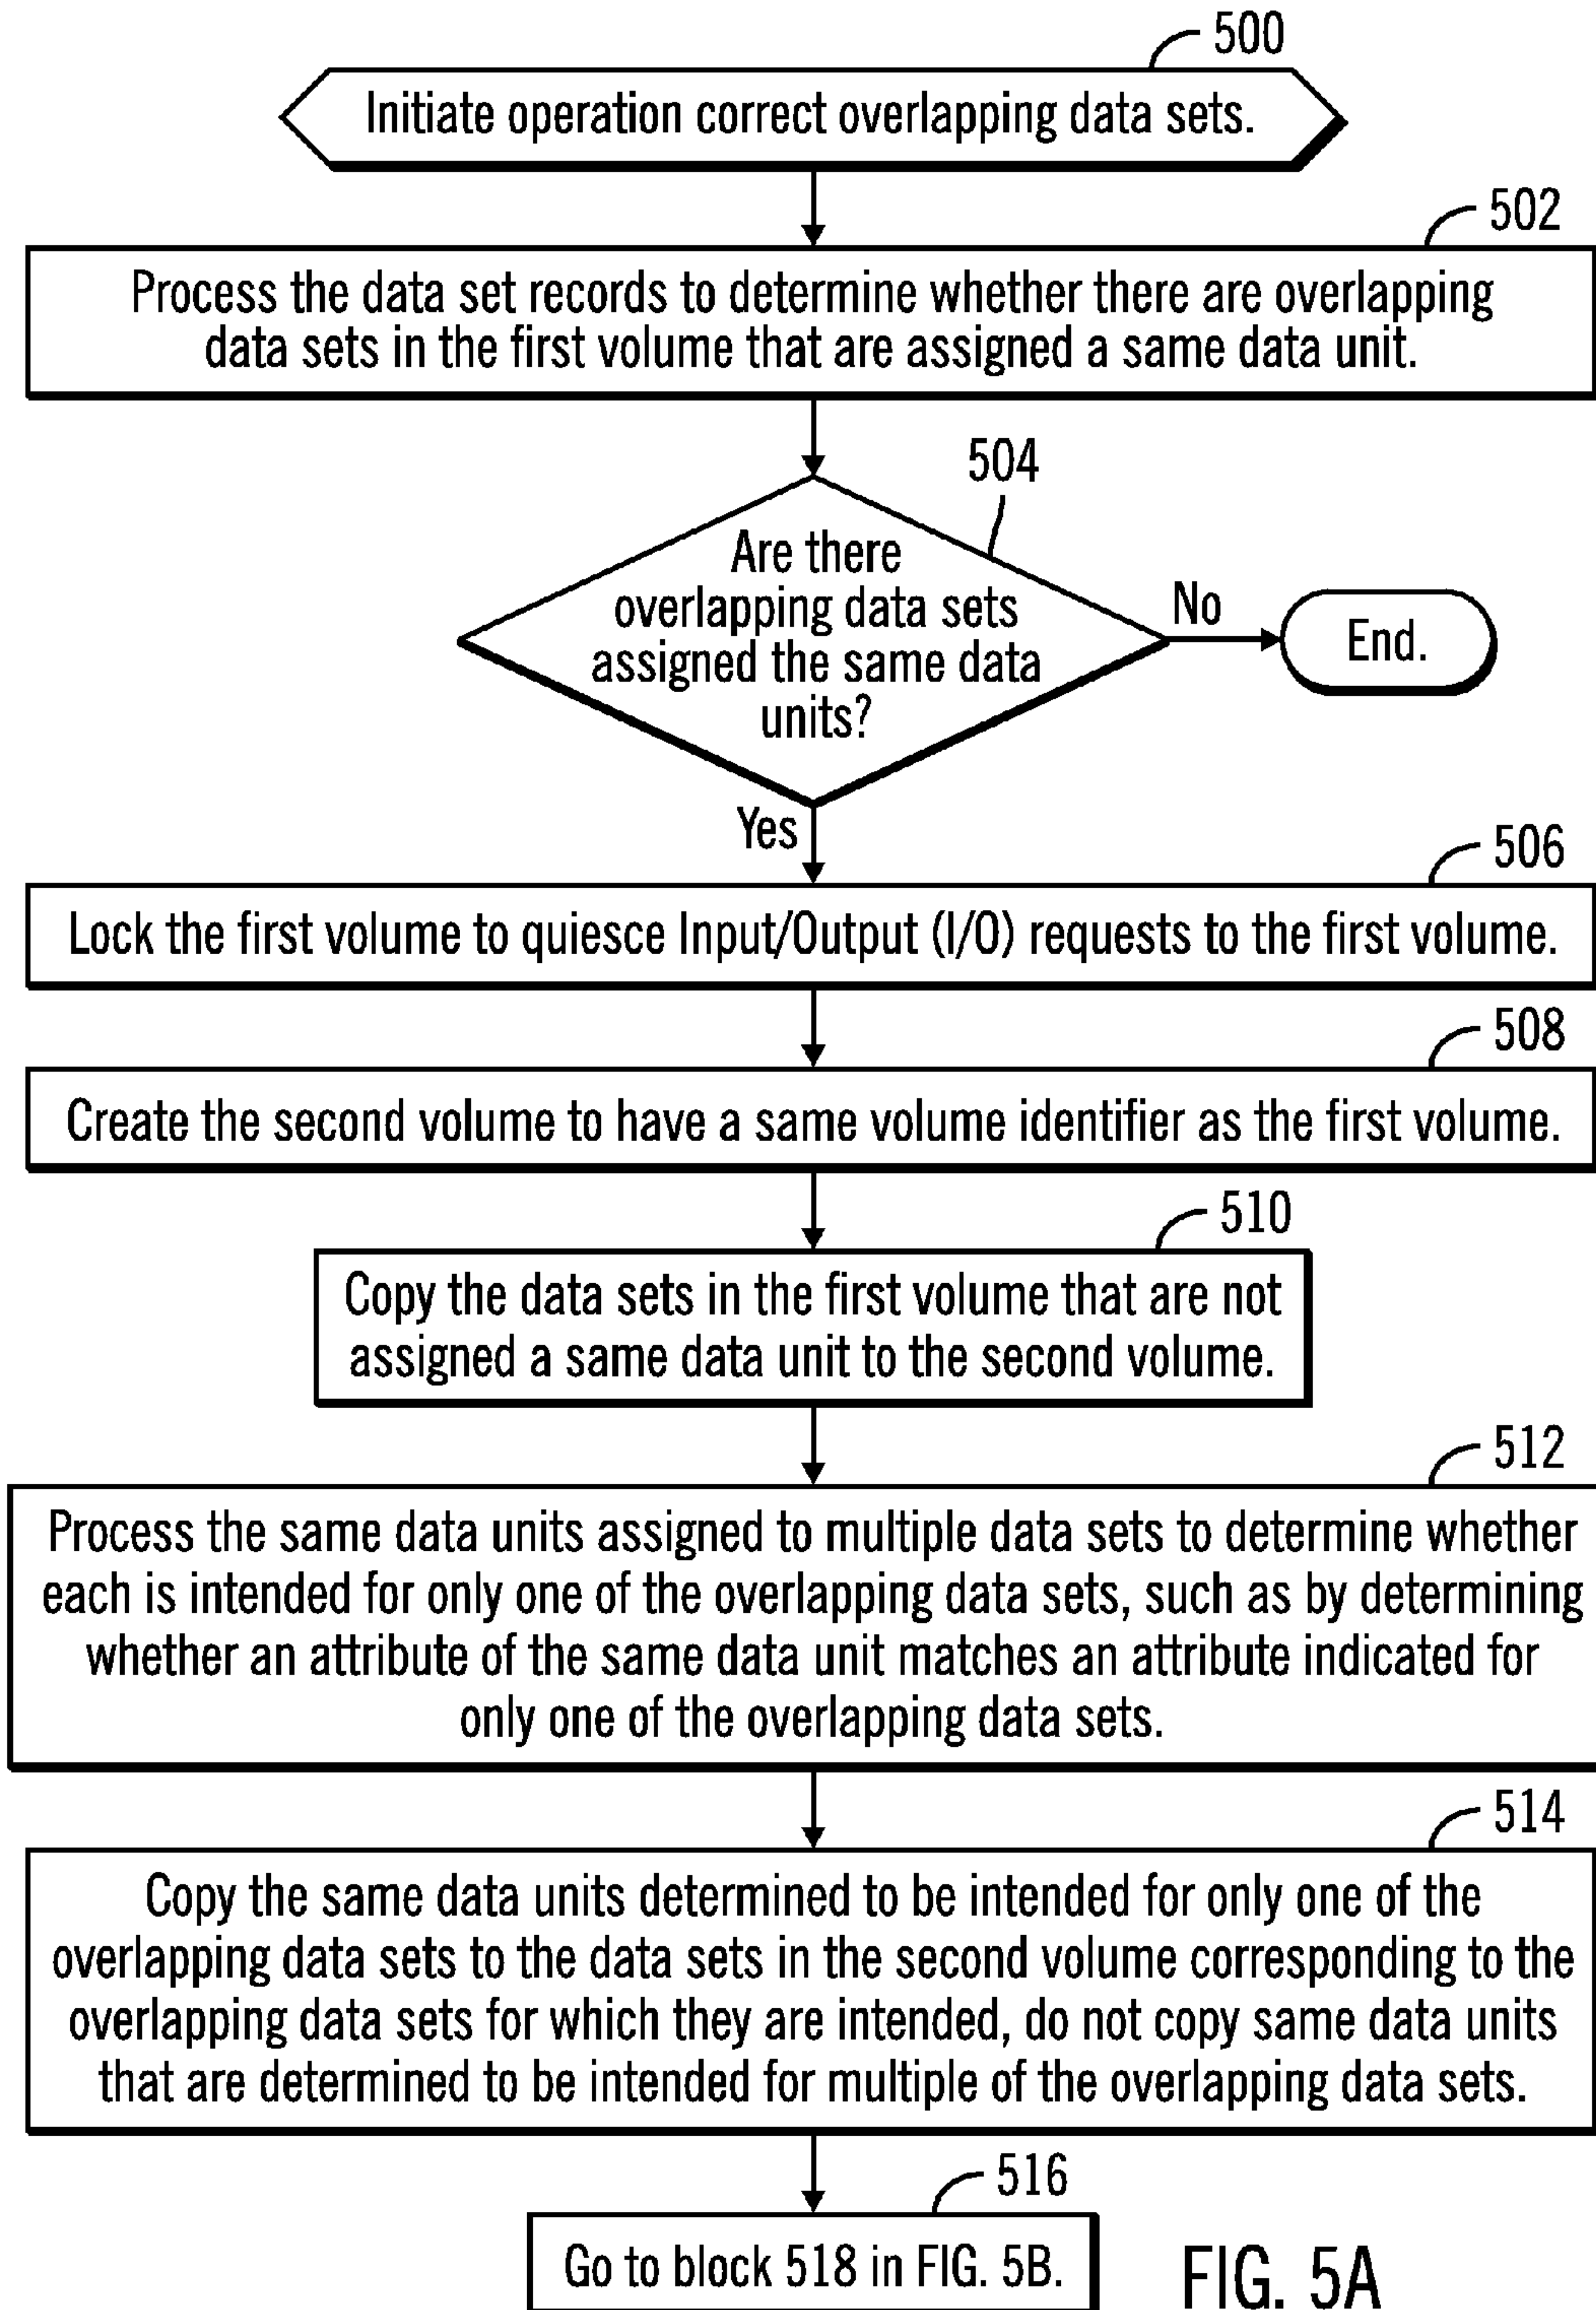 500
Initiate operation correct overlapping data sets.
502
Process the data set records to determine whether there are overlapping
data sets in the first volume that are assigned a same data unit.
504
Are there
overlapping data sets
assigned the same data
units?
No
End.
Yes
506
Lock the first volume to quiesce Input/Output (I/O) requests to the first volume.
508
Create the second volume to have a same volume identifier as the first volume.
510
Copy the data sets in the first volume that are not
assigned a same data unit to the second volume.
512
Process the same data units assigned to multiple data sets to determine whether
each is intended for only one of the overlapping data sets, such as by determining
whether an attribute of the same data unit matches an attribute indicated for
only one of the overlapping data sets.
514
Copy the same data units determined to be intended for only one of the
overlapping data sets to the data sets in the second volume corresponding to the
overlapping data sets for which they are intended, do not copy same data units
that are determined to be intended for multiple of the overlapping data sets.
516
Go to block 518 in FIG. 5B.
FIG. 5A